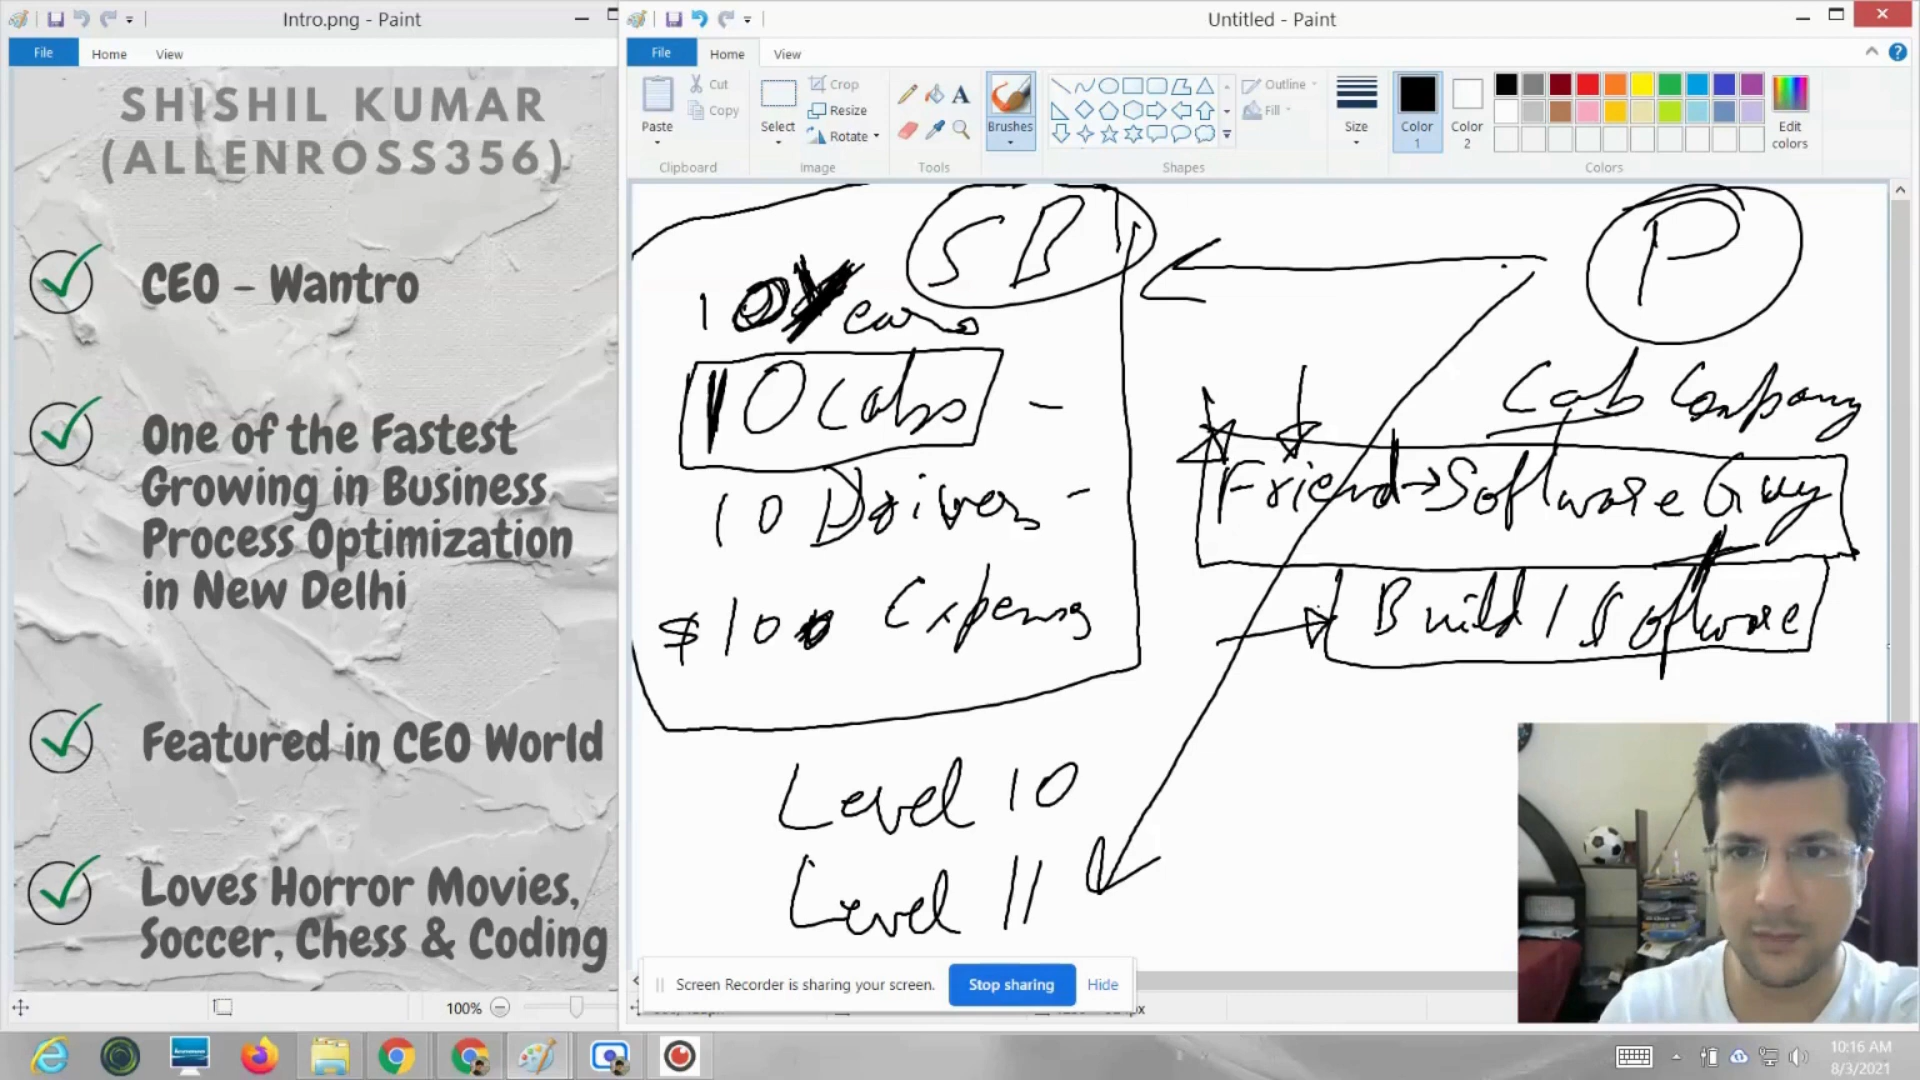 Intro.png - Paint
File
Home
View
SHISHIL KUMAR
(ALLENROSS356)
CEO - Wantro
One of the Fastest
Growing in Business
Process Optimization
in New Delhi
Featured in CEO World
Loves Horror Movies,
Soccer, Chess & Coding
100%
Untitled - Paint
File
Home
View
Paste
Cut
Copy
Clipboard
Select
Crop
Resize
Rotate
Image
Tools
Brushes
Shapes
Outline
Fill
Size
Color
1
Color
2
Edit
colors
Colors
SB
10 Years
10 Cabs -
10 Drivers -
$100 Expense
Level 10
Level 11
P
Cab Company
Friend→Software Guy
Build 1 Software
Screen Recorder is sharing your screen.
Stop sharing
Hide
10:16 AM
8/3/2021